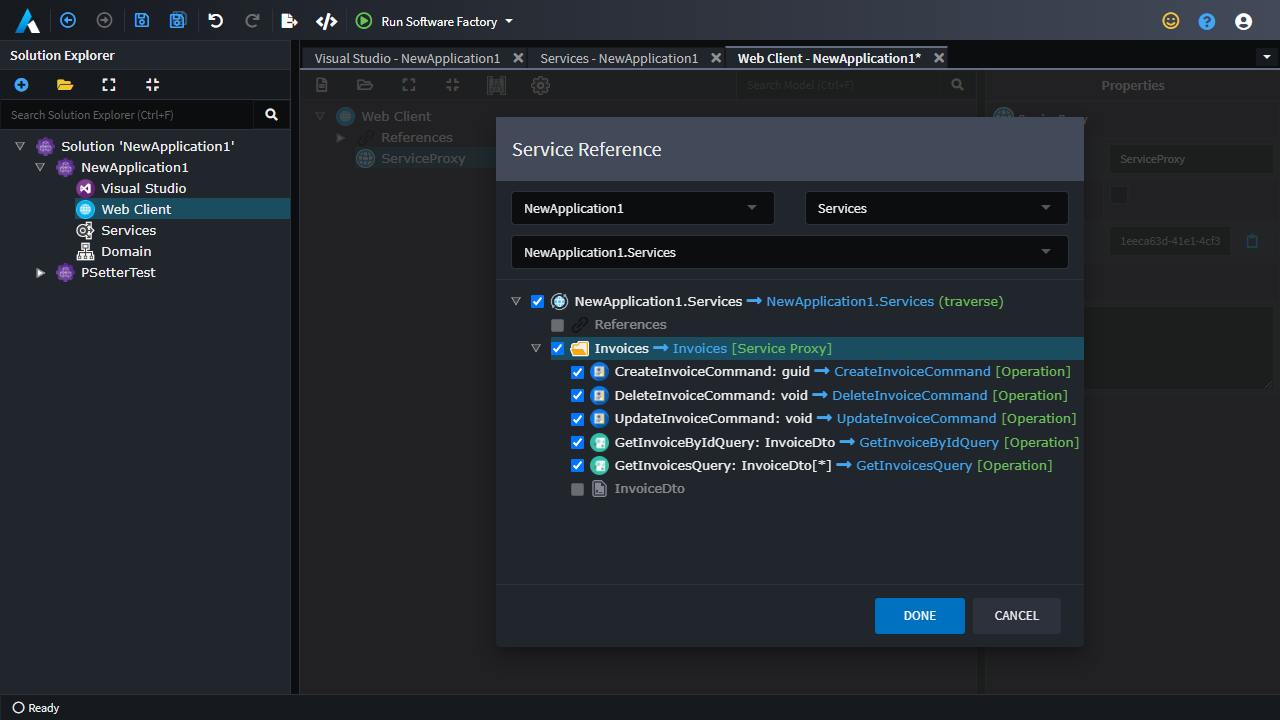 Run Software Factory
Solution Explorer
Visual Studio - NewApplication1
Services - NewApplication1
Web Client - NewApplication1*
Search Solution Explorer (Ctrl+F)
Search Model (Ctrl+F)
Properties
Solution 'NewApplication1'
NewApplication1
Visual Studio
Web Client
Services
Domain
PSetterTest
Web Client
References
ServiceProxy
ServiceProxy
1eeca63d-41e1-4cf3
Service Reference
NewApplication1
Services
NewApplication1.Services
NewApplication1.Services → NewApplication1.Services (traverse)
References
Invoices → Invoices [Service Proxy]
CreateInvoiceCommand: guid → CreateInvoiceCommand [Operation]
DeleteInvoiceCommand: void → DeleteInvoiceCommand [Operation]
UpdateInvoiceCommand: void → UpdateInvoiceCommand [Operation]
GetInvoiceByIdQuery: InvoiceDto → GetInvoiceByIdQuery [Operation]
GetInvoicesQuery: InvoiceDto[*] → GetInvoicesQuery [Operation]
InvoiceDto
DONE
CANCEL
Ready